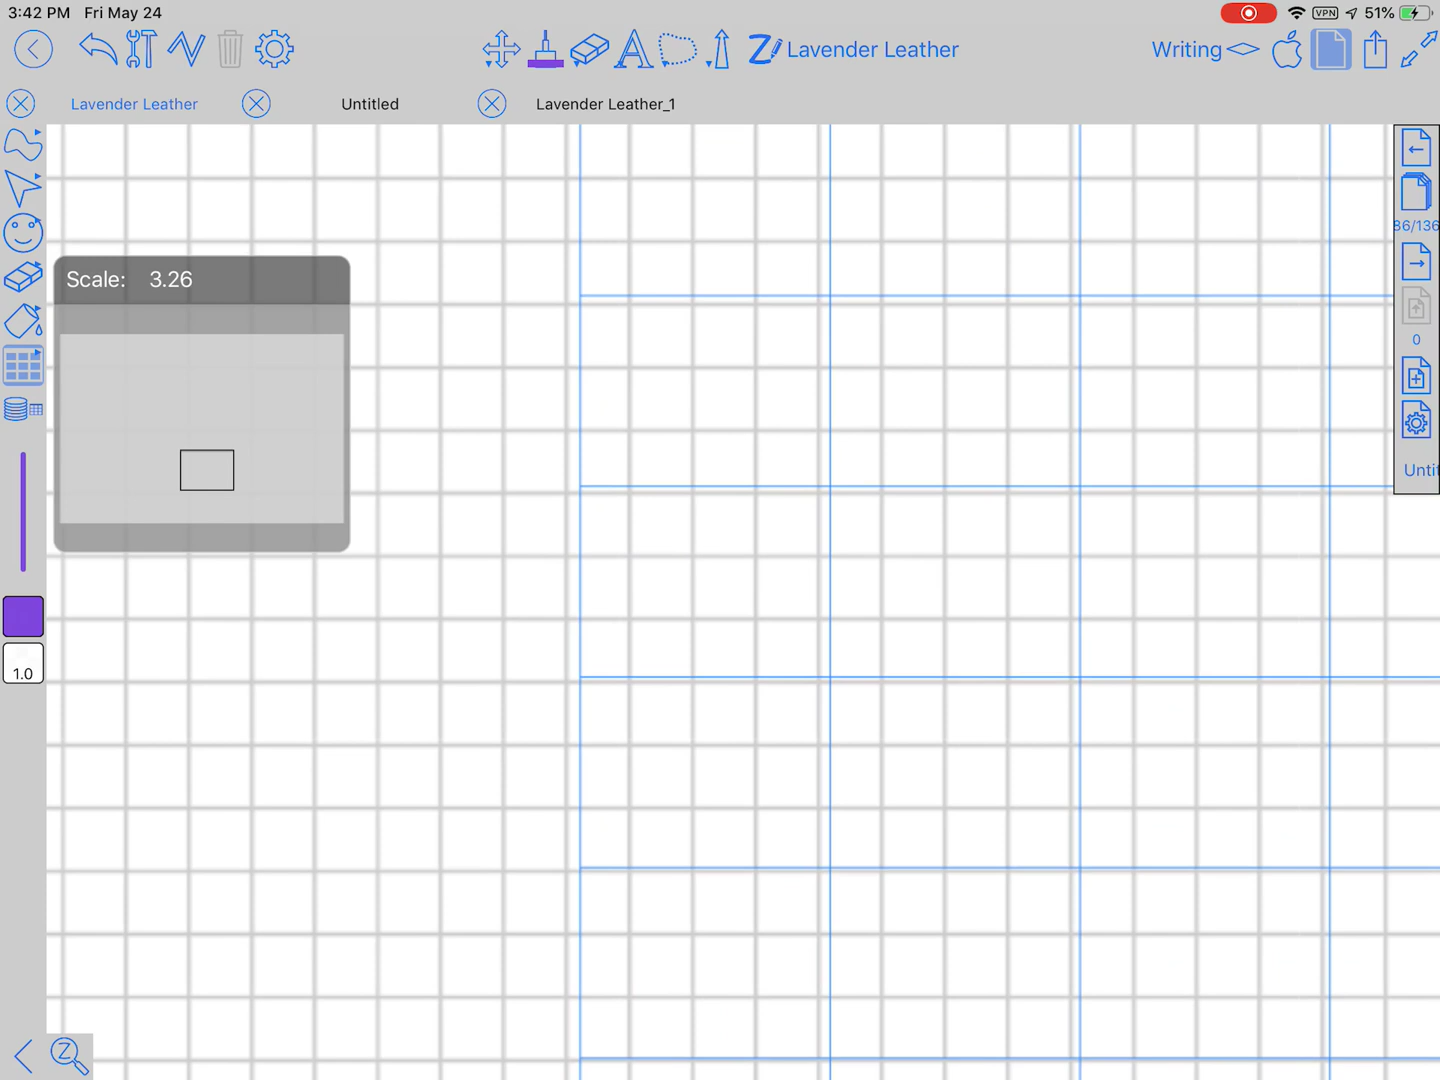 3:42 PM Fri May 24
VPN 51%
Lavender Leather
Writing
Lavender Leather
Untitled
Lavender Leather_1
86/136
Scale: 3.26
0
Unti
1.0